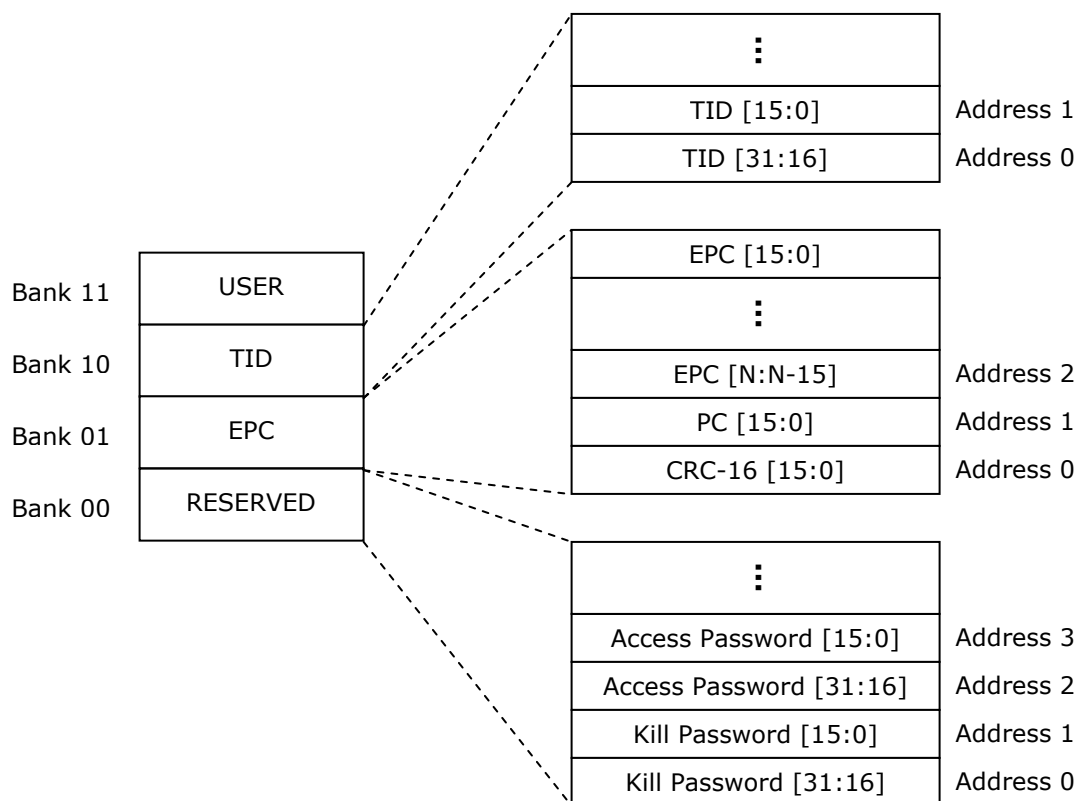 TID [15:0] Address 1
TID [31:16] Address 0
EPC [15:0]
Bank 11 USER
Bank 10 TID
EPC [N:N-15] Address 2
Bank 01 EPC
PC [15:0] Address 1
CRC-16 [15:0] Address 0
Bank 00 RESERVED
Access Password [15:0] Address 3
Access Password [31:16] Address 2
Kill Password [15:0] Address 1
Kill Password [31:16] Address 0